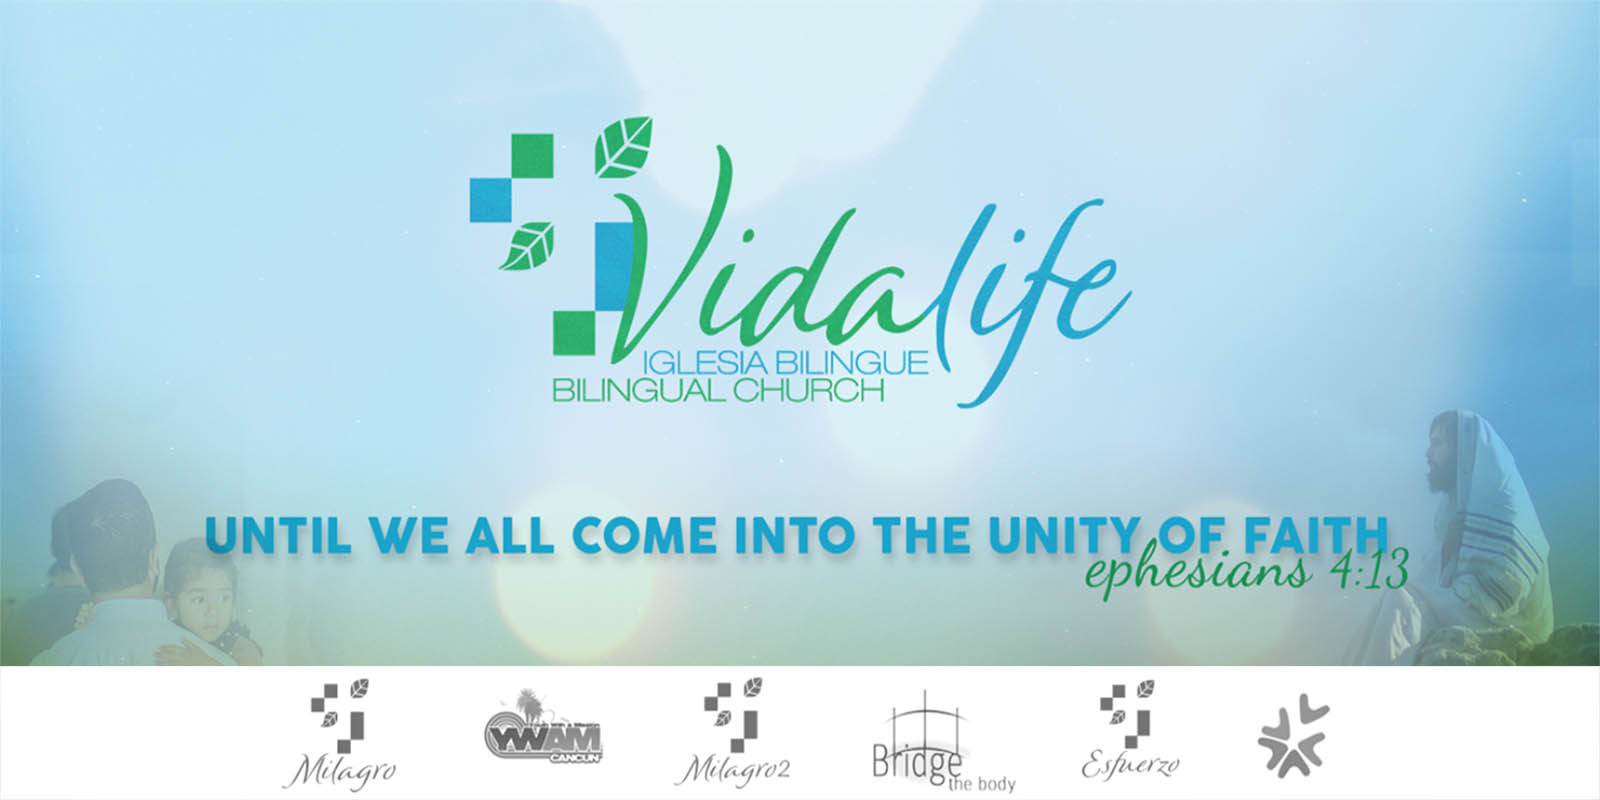 Vidalife
IGLESIA BILINGUE
BILINGUAL CHURCH
UNTIL WE ALL COME INTO THE UNITY OF FAITH
ephesians 4:13
Milagro
YWAM
CANCUN
Milagro2
Bridge
the body
Esfuerzo